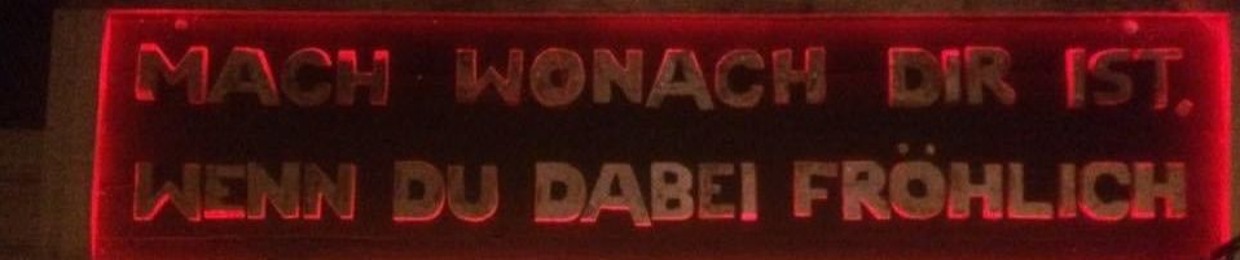 MACH WONACH DIR IST,
WENN DU DABEI FRÖHLICH